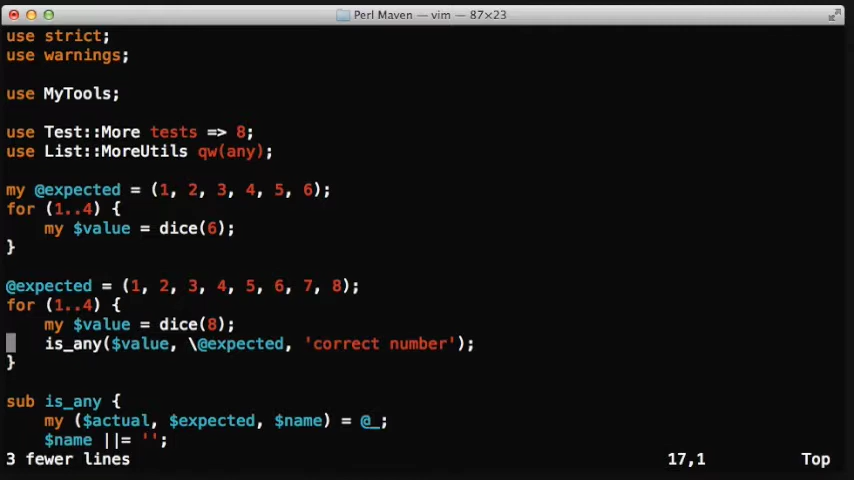 Perl Maven — vim — 87×23
use strict;
use warnings;
use MyTools;
use Test::More tests => 8;
use List::MoreUtils qw(any);
my @expected = (1, 2, 3, 4, 5, 6);
for (1..4) {
    my $value = dice(6);
}
@expected = (1, 2, 3, 4, 5, 6, 7, 8);
for (1..4) {
    my $value = dice(8);
    is_any($value, \@expected, 'correct number');
}
sub is_any {
    my ($actual, $expected, $name) = @_;
    $name ||= '';
3 fewer lines 17,1 Top